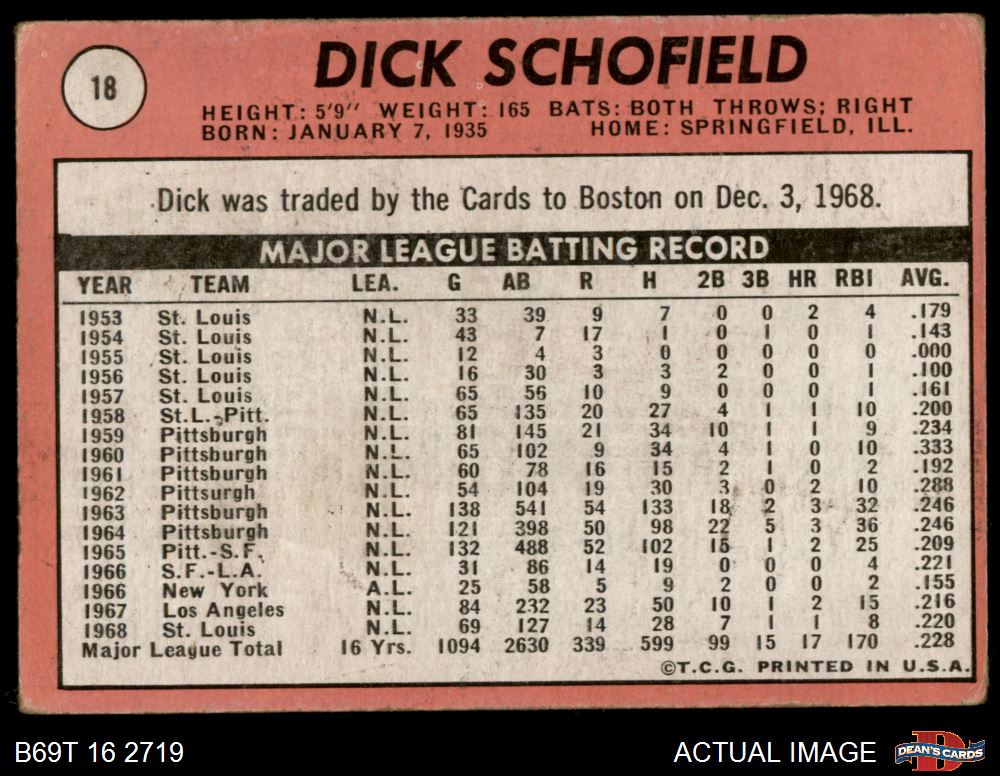 18
DICK SCHOFIELD
HEIGHT: 5'9" WEIGHT: 165 BATS: BOTH THROWS; RIGHT
BORN: JANUARY 7, 1935 HOME: SPRINGFIELD, ILL.
Dick was traded by the Cards to Boston on Dec. 3, 1968.
MAJOR LEAGUE BATTING RECORD
YEAR TEAM LEA. G AB R H 2B 3B HR RBI AVG.
1953 St. Louis N.L. 33 39 9 7 0 0 2 4 .179
1954 St. Louis N.L. 43 7 17 1 0 1 0 1 .143
1955 St. Louis N.L. 12 4 3 0 0 0 0 0 .000
1956 St. Louis N.L. 16 30 3 3 2 0 0 1 .100
1957 St. Louis N.L. 65 56 10 9 0 0 0 1 .161
1958 St.L.-Pitt. N.L. 65 135 20 27 4 1 1 10 .200
1959 Pittsburgh N.L. 81 145 21 34 10 1 1 9 .234
1960 Pittsburgh N.L. 65 102 9 34 4 1 0 10 .333
1961 Pittsburgh N.L. 60 78 16 15 2 1 0 2 .192
1962 Pittsurgh N.L. 54 104 19 30 3 0 2 10 .288
1963 Pittsburgh N.L. 138 541 54 133 18 2 3 32 .246
1964 Pittsburgh N.L. 121 398 50 98 22 5 3 36 .246
1965 Pitt.-S.F. N.L. 132 488 52 102 15 1 2 25 .209
1966 S.F.-L.A. N.L. 31 86 14 19 0 0 0 4 .221
1966 New York A.L. 25 58 5 9 2 0 0 2 .155
1967 Los Angeles N.L. 84 232 23 50 10 1 2 15 .216
1968 St. Louis N.L. 69 127 14 28 7 1 1 8 .220
Major League Total 16 Yrs. 1094 2630 339 599 99 15 17 170 .228
©T.C.G. PRINTED IN U.S.A.
B69T 16 2719 ACTUAL IMAGE DEAN'S CARDS